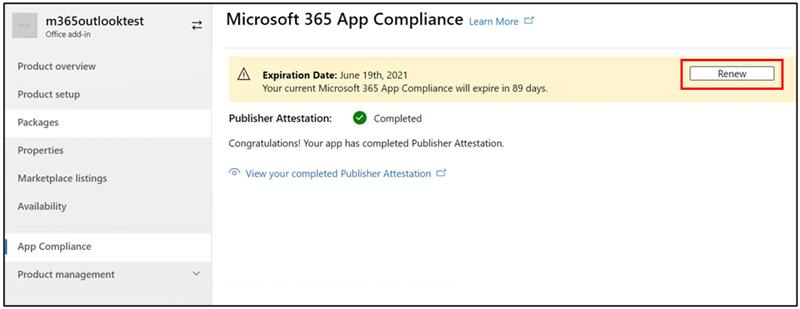 m365outlooktest
Office add-in
Product overview
Product setup
Packages
Properties
Marketplace listings
Availability
App Compliance
Product management
Microsoft 365 App Compliance Learn More
Expiration Date: June 19th, 2021
Your current Microsoft 365 App Compliance will expire in 89 days.
Renew
Publisher Attestation: Completed
Congratulations! Your app has completed Publisher Attestation.
View your completed Publisher Attestation